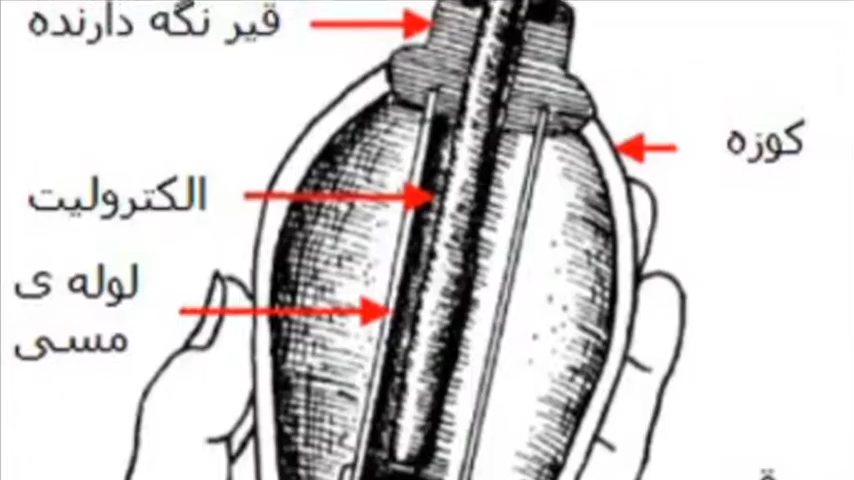 قیر نگه دارنده
کوزه
الکترولیت
لوله ی
مسی